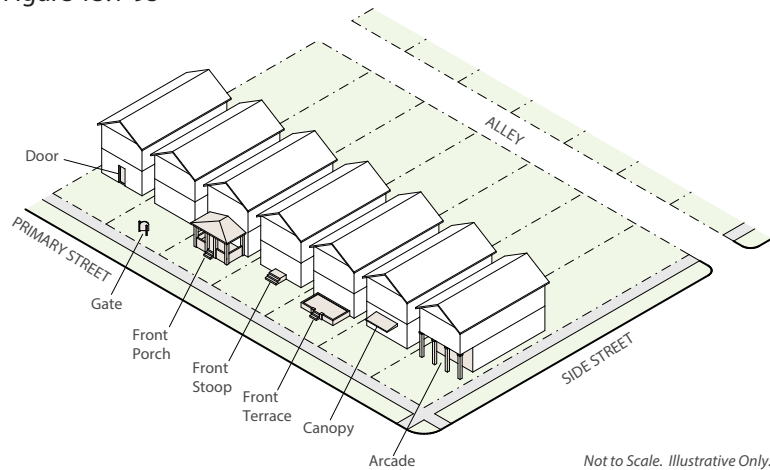 ALLEY
Door
PRIMARY STREET
Gate
Front
Porch
Front
Stoop
Front
Terrace
Canopy
Arcade
SIDE STREET
Not to Scale. Illustrative Only.